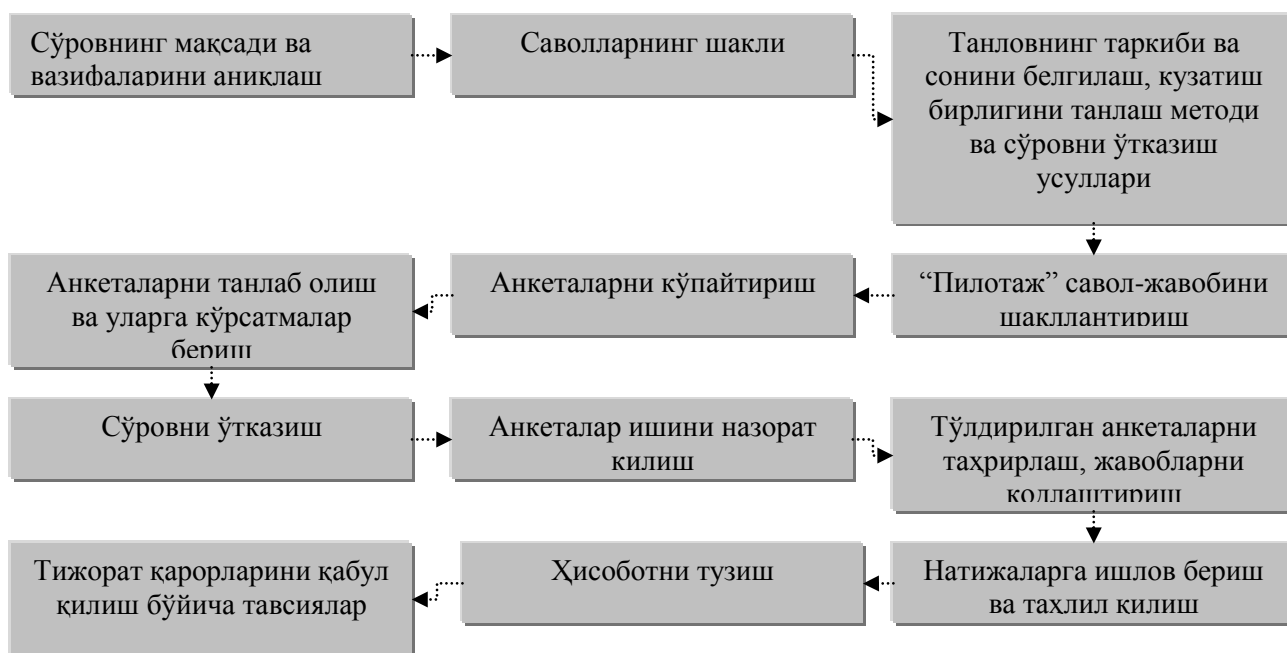 Сўровнинг мақсади ва
вазифаларини аниқлаш
Саволларнинг шакли
Танловнинг таркиби ва
сонини белгилаш, кузатиш
бирлигини танлаш методи
ва сўровни ўтказиш
усуллари
Анкеталарни танлаб олиш
ва уларга кўрсатмалар
бериш
Анкеталарни кўпайтириш
“Пилотаж” савол-жавобини
шакллантириш
Сўровни ўтказиш
Анкеталар ишини назорат
килиш
Тўлдирилган анкеталарни
таҳрирлаш, жавобларни
кодлаштириш
Тижорат қарорларини қабул
қилиш бўйича тавсиялар
Ҳисоботни тузиш
Натижаларга ишлов бериш
ва таҳлил қилиш